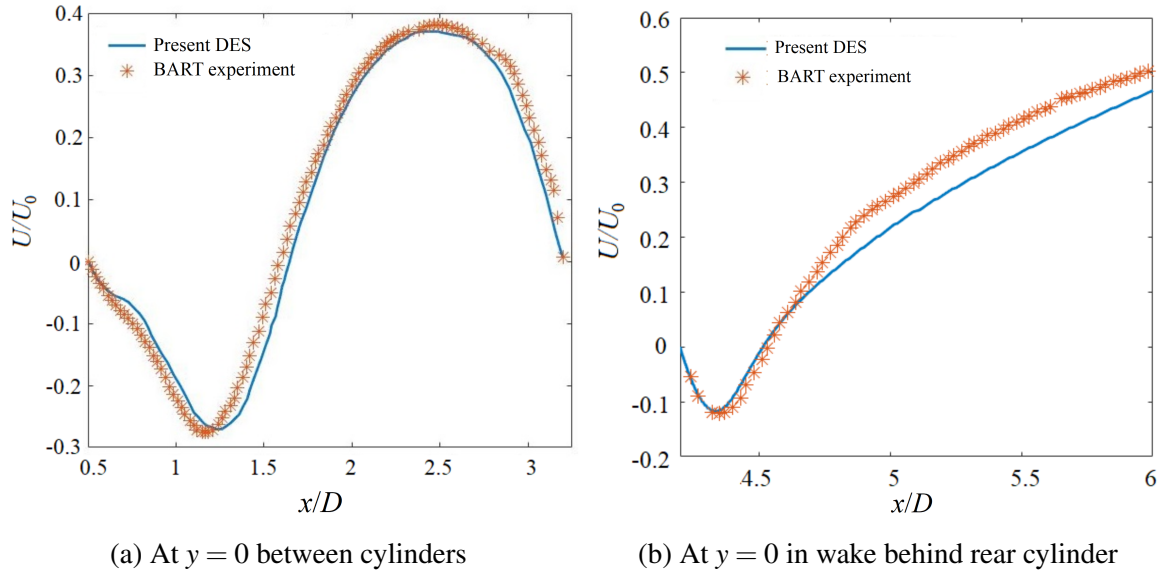 0.4
0.3
0.2
0.1
0
-0.1
-0.2
-0.3
0.5
1
1.5
2
2.5
3
U/U0
x/D
Present DES
BART experiment
(a) At y = 0 between cylinders
0.6
0.5
0.4
0.3
0.2
0.1
0
-0.1
-0.2
4.5
5
5.5
6
U/U0
x/D
Present DES
BART experiment
(b) At y = 0 in wake behind rear cylinder